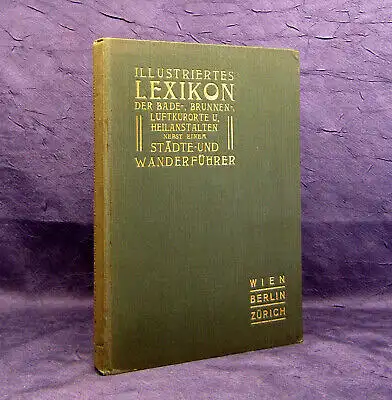 ILLUSTRIERTES
LEXIKON
DER BADE-, BRUNNEN-,
LUFTKURORTE U.
HEILANSTALTEN
NEBST EINEM
STÄDTE- UND
WANDERFÜHRER
WIEN
BERLIN
ZÜRICH